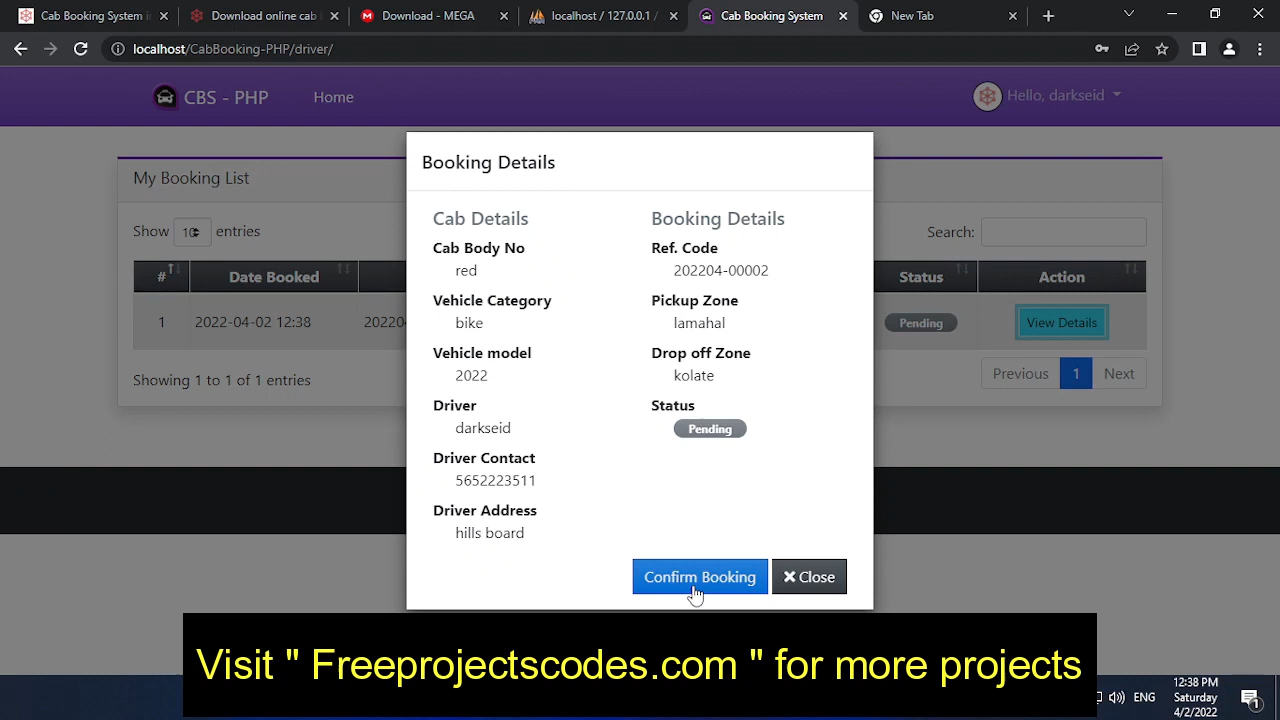 Cab Booking System in
Download online cab
Download - MEGA
localhost / 127.0.0.1 /
Cab Booking System
New Tab
localhost/CabBooking-PHP/driver/
CBS - PHP
Home
Hello, darkseid
My Booking List
Show 10 entries
Search:
#
Date Booked
Status
Action
1
2022-04-02 12:38
20220
Pending
View Details
Showing 1 to 1 of 1 entries
Previous
1
Next
Booking Details
Cab Details
Cab Body No
red
Vehicle Category
bike
Vehicle model
2022
Driver
darkseid
Driver Contact
5652223511
Driver Address
hills board
Booking Details
Ref. Code
202204-00002
Pickup Zone
lamahal
Drop off Zone
kolate
Status
Pending
Confirm Booking
Close
Visit " Freeprojectscodes.com " for more projects
ENG
12:38 PM
Saturday
4/2/2022
1